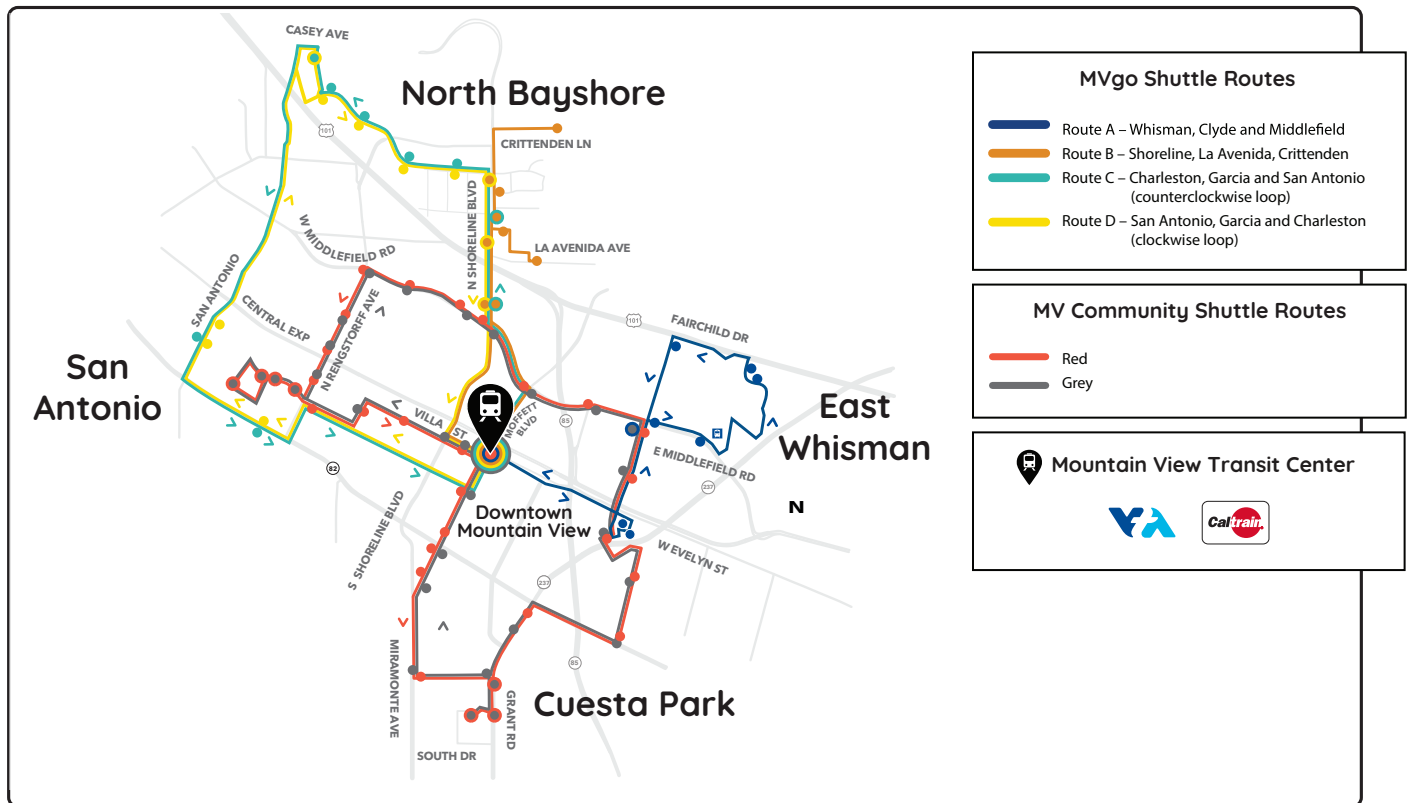 CASEY AVE
North Bayshore
101
CRITTENDEN LN
N SHORELINE BLVD
LA AVENIDA AVE
W MIDDLEFIELD RD
SAN ANTONIO
CENTRAL EXP
N RENGSTORFF AVE
101
FAIRCHILD DR
San
Antonio
VILLA ST
MOFFETT
BLVD
85
East
Whisman
E MIDDLEFIELD RD
237
82
N
Downtown
Mountain View
S SHORELINE BLVD
W EVELYN ST
237
85
MIRAMONTE AVE
GRANT RD
Cuesta Park
SOUTH DR
MVgo Shuttle Routes
Route A – Whisman, Clyde and Middlefield
Route B – Shoreline, La Avenida, Crittenden
Route C – Charleston, Garcia and San Antonio
(counterclockwise loop)
Route D – San Antonio, Garcia and Charleston
(clockwise loop)
MV Community Shuttle Routes
Red
Grey
Mountain View Transit Center
VTA
Caltrain